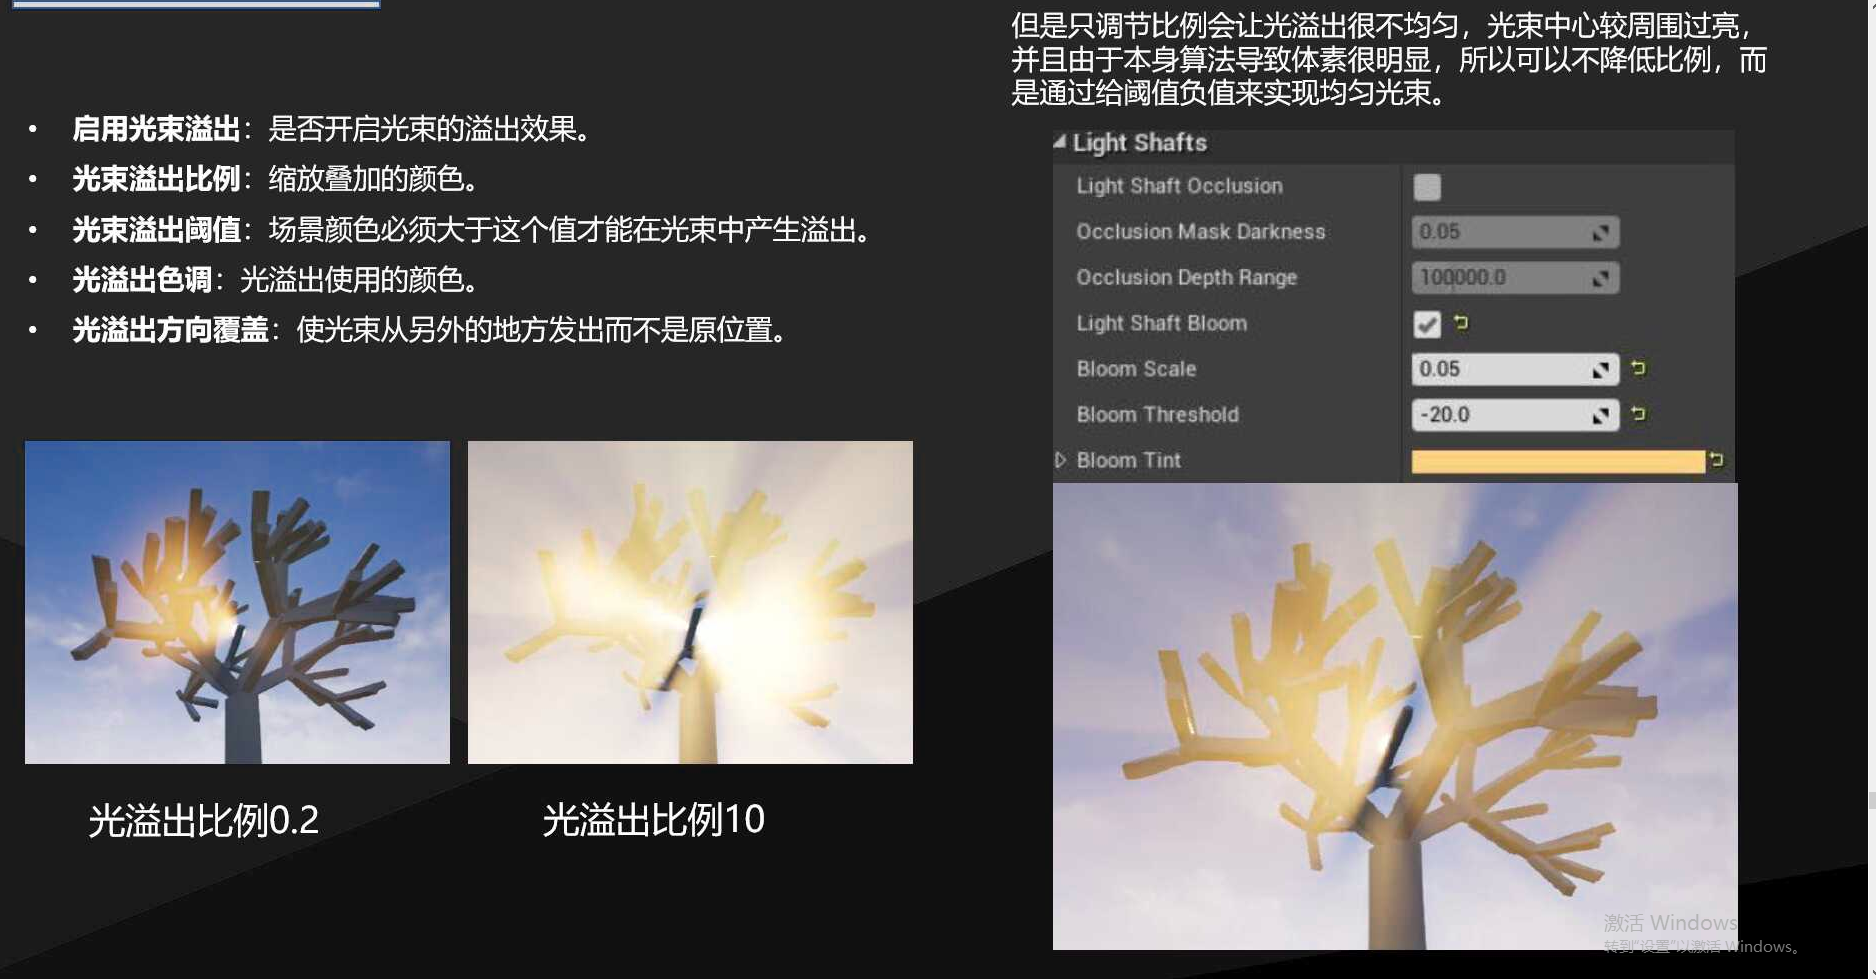 • 启用光束溢出：是否开启光束的溢出效果。
• 光束溢出比例：缩放叠加的颜色。
• 光束溢出阈值：场景颜色必须大于这个值才能在光束中产生溢出。
• 光溢出色调：光溢出使用的颜色。
• 光溢出方向覆盖：使光束从另外的地方发出而不是原位置。
光溢出比例0.2
光溢出比例10
但是只调节比例会让光溢出很不均匀，光束中心较周围过亮，
并且由于本身算法导致体素很明显，所以可以不降低比例，而
是通过给阈值负值来实现均匀光束。
Light Shafts
Light Shaft Occlusion
Occlusion Mask Darkness 0.05
Occlusion Depth Range 100000.0
Light Shaft Bloom
Bloom Scale 0.05
Bloom Threshold -20.0
Bloom Tint
激活 Windows
转到"设置"以激活 Windows。